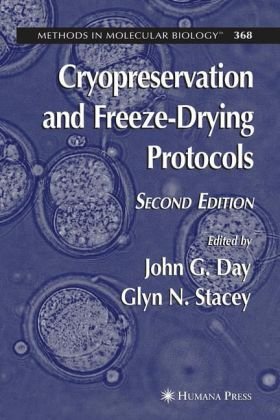 METHODS IN MOLECULAR BIOLOGY™ 368
Cryopreservation
and Freeze-Drying
Protocols
SECOND EDITION
Edited by
John G. Day
Glyn N. Stacey
HUMANA PRESS